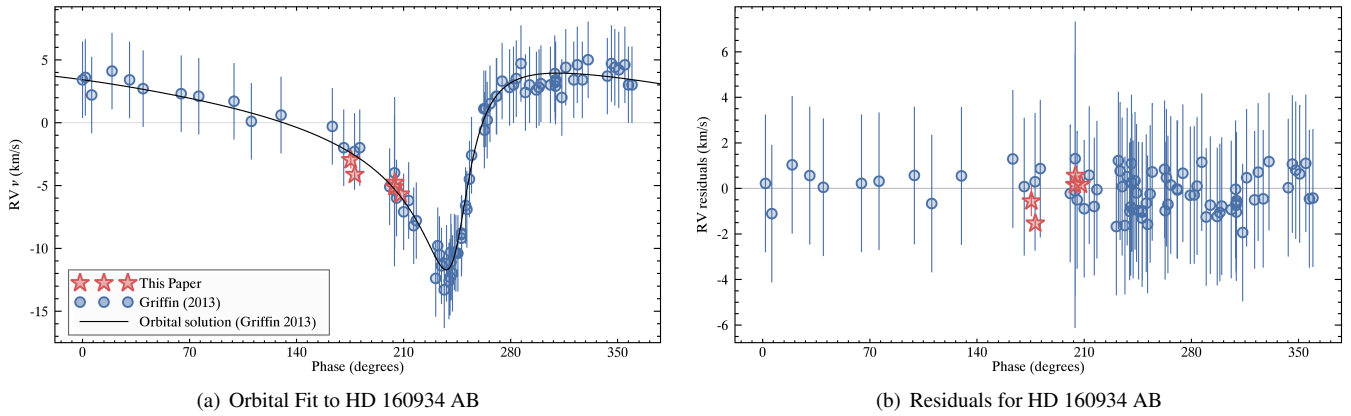 5
0
-5
-10
-15
RV ν (km/s)
This Paper
Griffin (2013)
Orbital solution (Griffin 2013)
0 70 140 210 280 350
Phase (degrees)
(a) Orbital Fit to HD 160934 AB
6
4
2
0
-2
-4
-6
RV residuals (km/s)
0 70 140 210 280 350
Phase (degrees)
(b) Residuals for HD 160934 AB